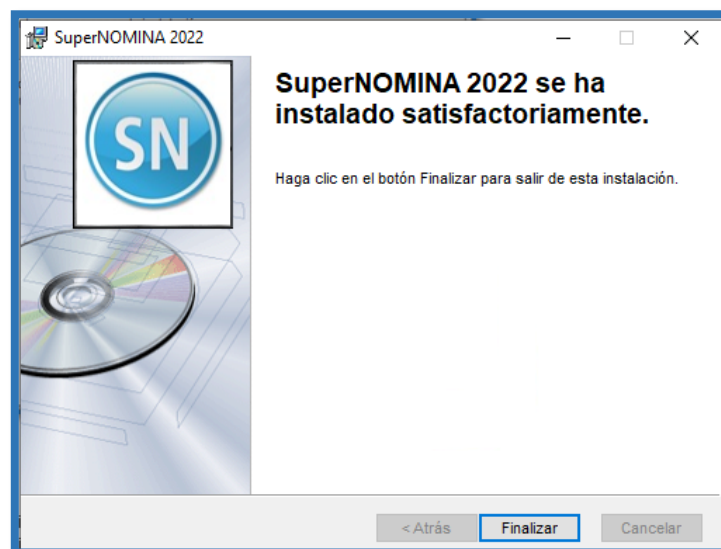 SuperNOMINA 2022
SN
SuperNOMINA 2022 se ha
instalado satisfactoriamente.
Haga clic en el botón Finalizar para salir de esta instalación.
< Atrás
Finalizar
Cancelar